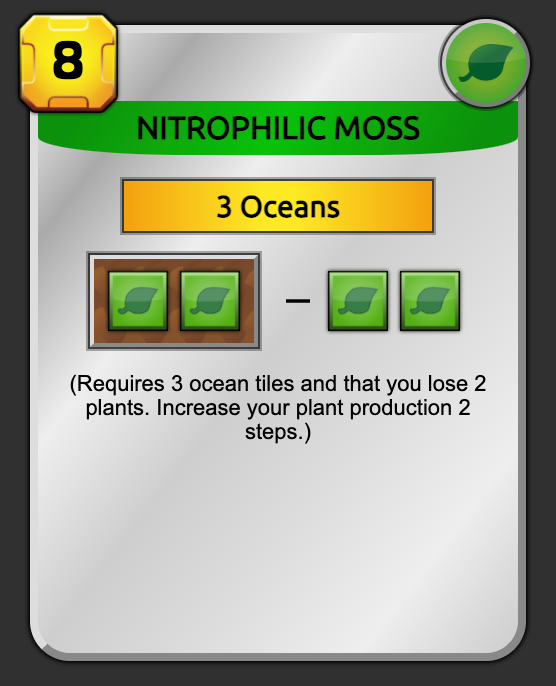 8
NITROPHILIC MOSS
3 Oceans
(Requires 3 ocean tiles and that you lose 2
plants. Increase your plant production 2
steps.)